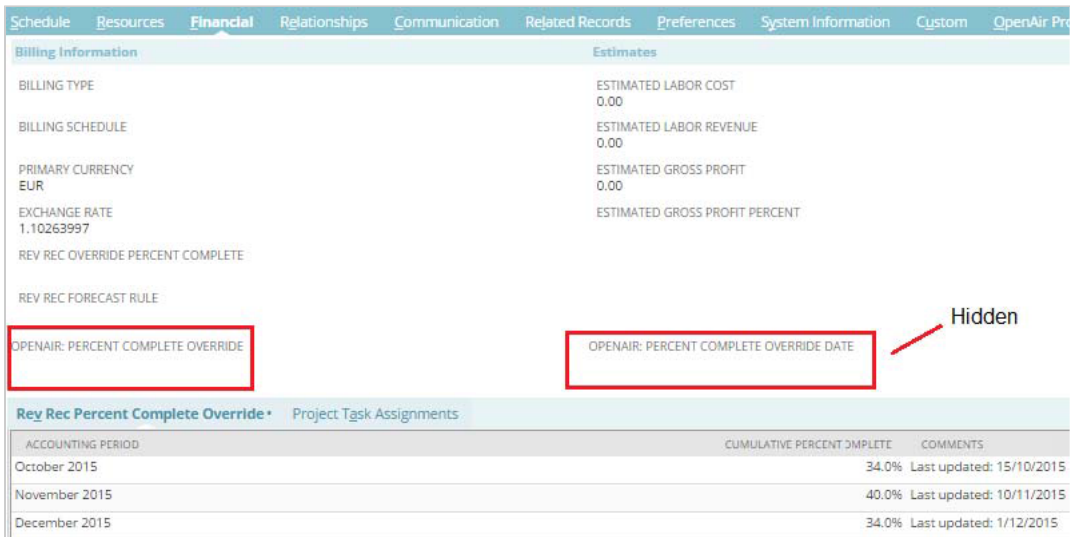 Schedule Resources Financial Relationships Communication Related Records Preferences System Information Custom OpenAir Pro
Billing Information Estimates
BILLING TYPE ESTIMATED LABOR COST
0.00
BILLING SCHEDULE ESTIMATED LABOR REVENUE
0.00
PRIMARY CURRENCY ESTIMATED GROSS PROFIT
EUR 0.00
EXCHANGE RATE ESTIMATED GROSS PROFIT PERCENT
1.10263997
REV REC OVERRIDE PERCENT COMPLETE
REV REC FORECAST RULE
Hidden
OPENAIR: PERCENT COMPLETE OVERRIDE OPENAIR: PERCENT COMPLETE OVERRIDE DATE
Rev Rec Percent Complete Override • Project Task Assignments
ACCOUNTING PERIOD CUMULATIVE PERCENT OMPLETE COMMENTS
October 2015 34.0% Last updated: 15/10/2015
November 2015 40.0% Last updated: 10/11/2015
December 2015 34.0% Last updated: 1/12/2015